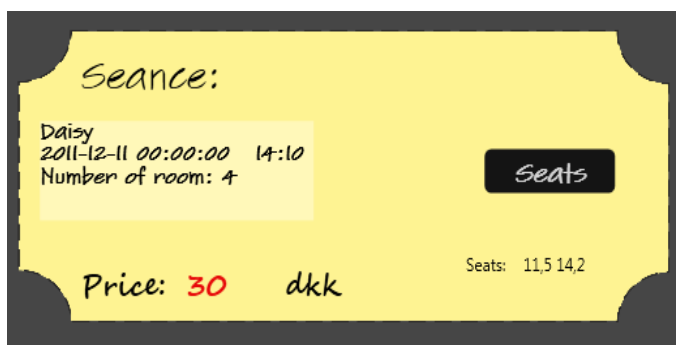 Seance:
Daisy
2011-12-11 00:00:00 14:10
Number of room: 4
Seats
Seats: 11,5 14,2
Price: 30 dkk